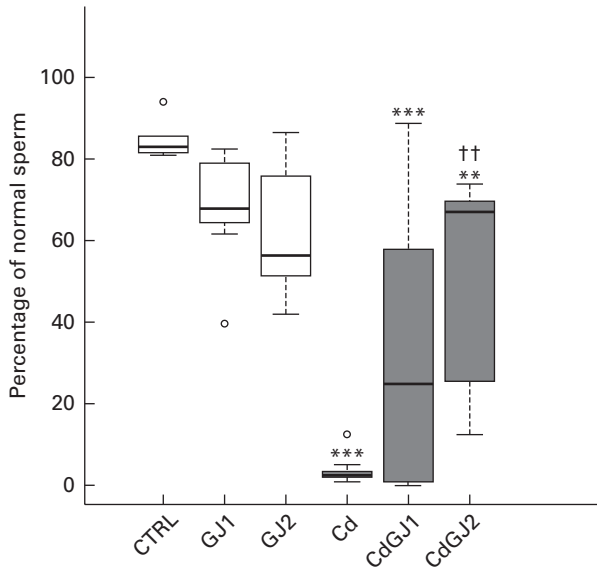 Percentage of normal sperm
100
80
60
40
20
0
***
***
††
**
CTRL
GJ1
GJ2
Cd
CdGJ1
CdGJ2